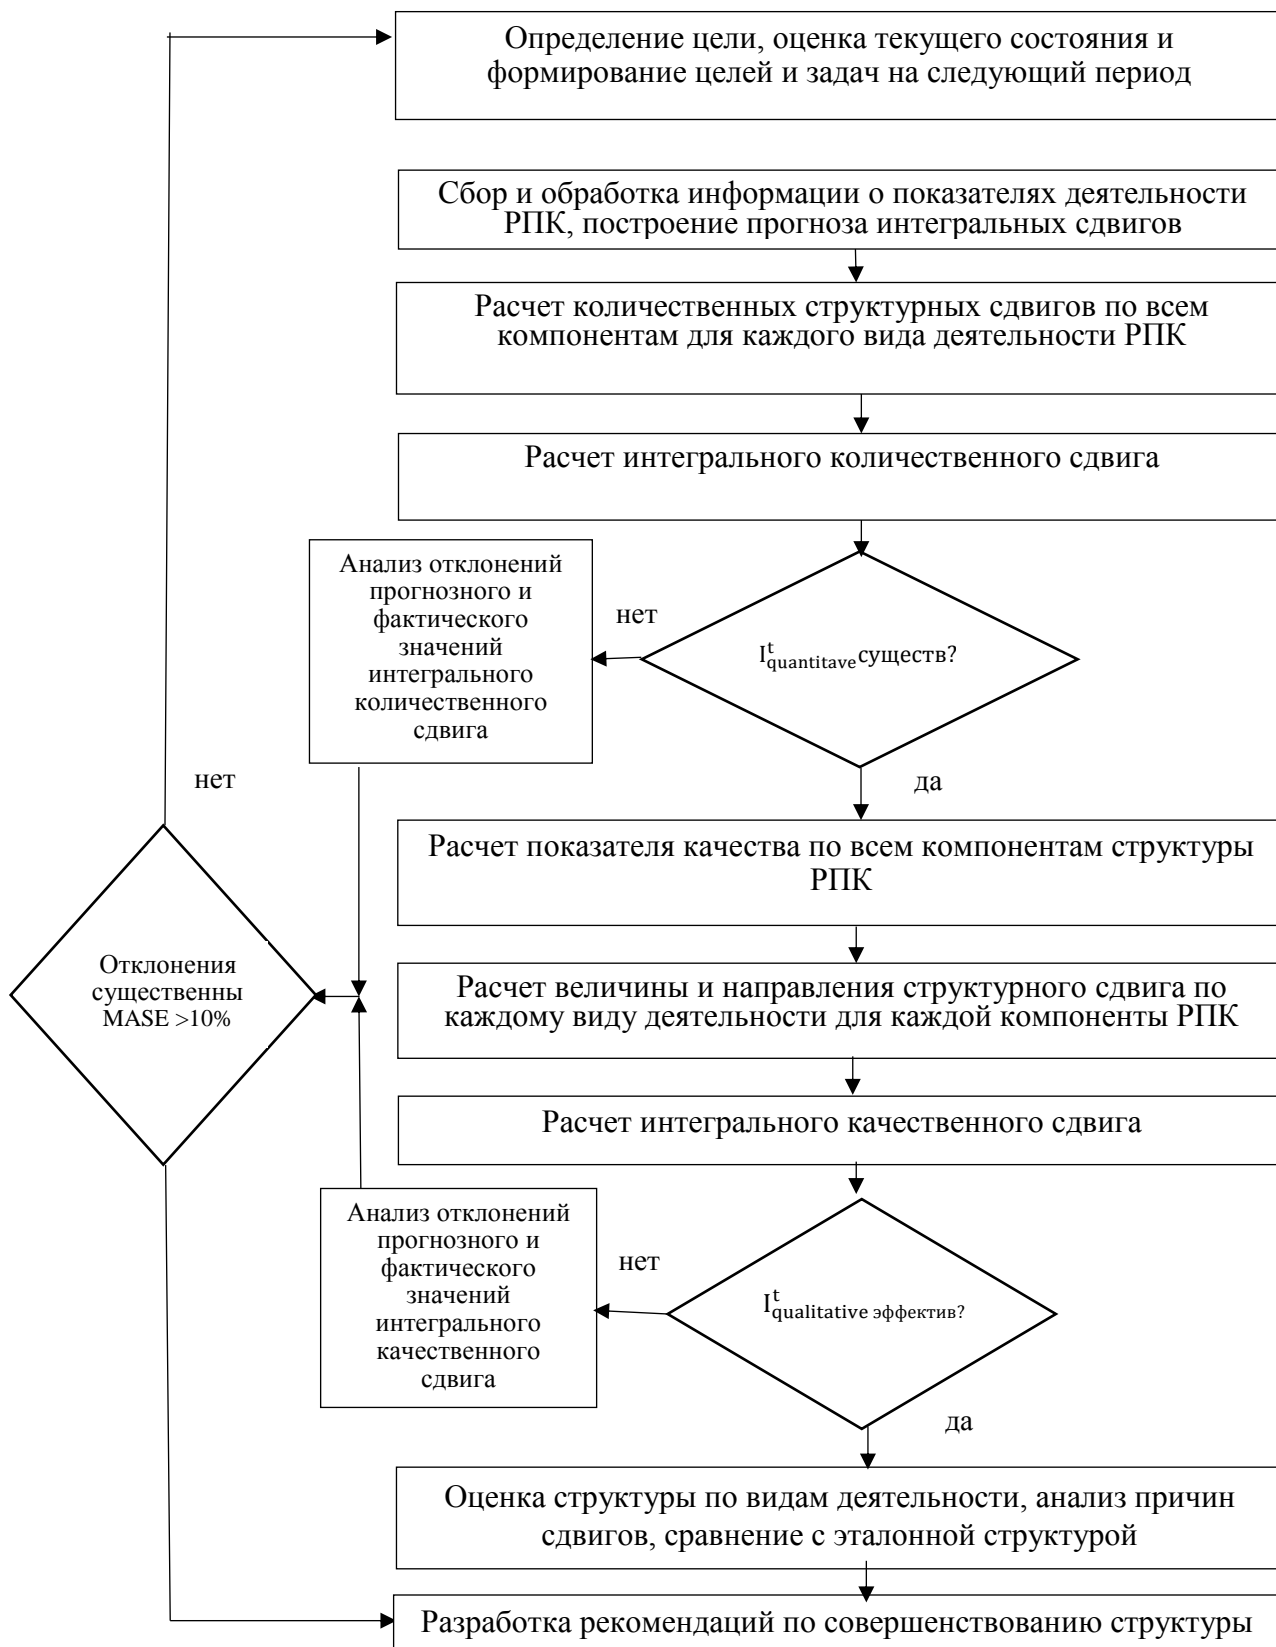 Определение цели, оценка текущего состояния и
формирование целей и задач на следующий период
Сбор и обработка информации о показателях деятельности
РПК, построение прогноза интегральных сдвигов
Расчет количественных структурных сдвигов по всем
компонентам для каждого вида деятельности РПК
Расчет интегрального количественного сдвига
Анализ отклонений
прогнозного и
фактического
значений
интегрального
количественного
сдвига
нет
I^t_quantitave существ?
да
нет
Расчет показателя качества по всем компонентам структуры
РПК
Отклонения
существенны
MASE >10%
Расчет величины и направления структурного сдвига по
каждому виду деятельности для каждой компоненты РПК
Расчет интегрального качественного сдвига
Анализ отклонений
прогнозного и
фактического
значений
интегрального
качественного
сдвига
нет
I^t_qualitative эффектив?
да
Оценка структуры по видам деятельности, анализ причин
сдвигов, сравнение с эталонной структурой
Разработка рекомендаций по совершенствованию структуры